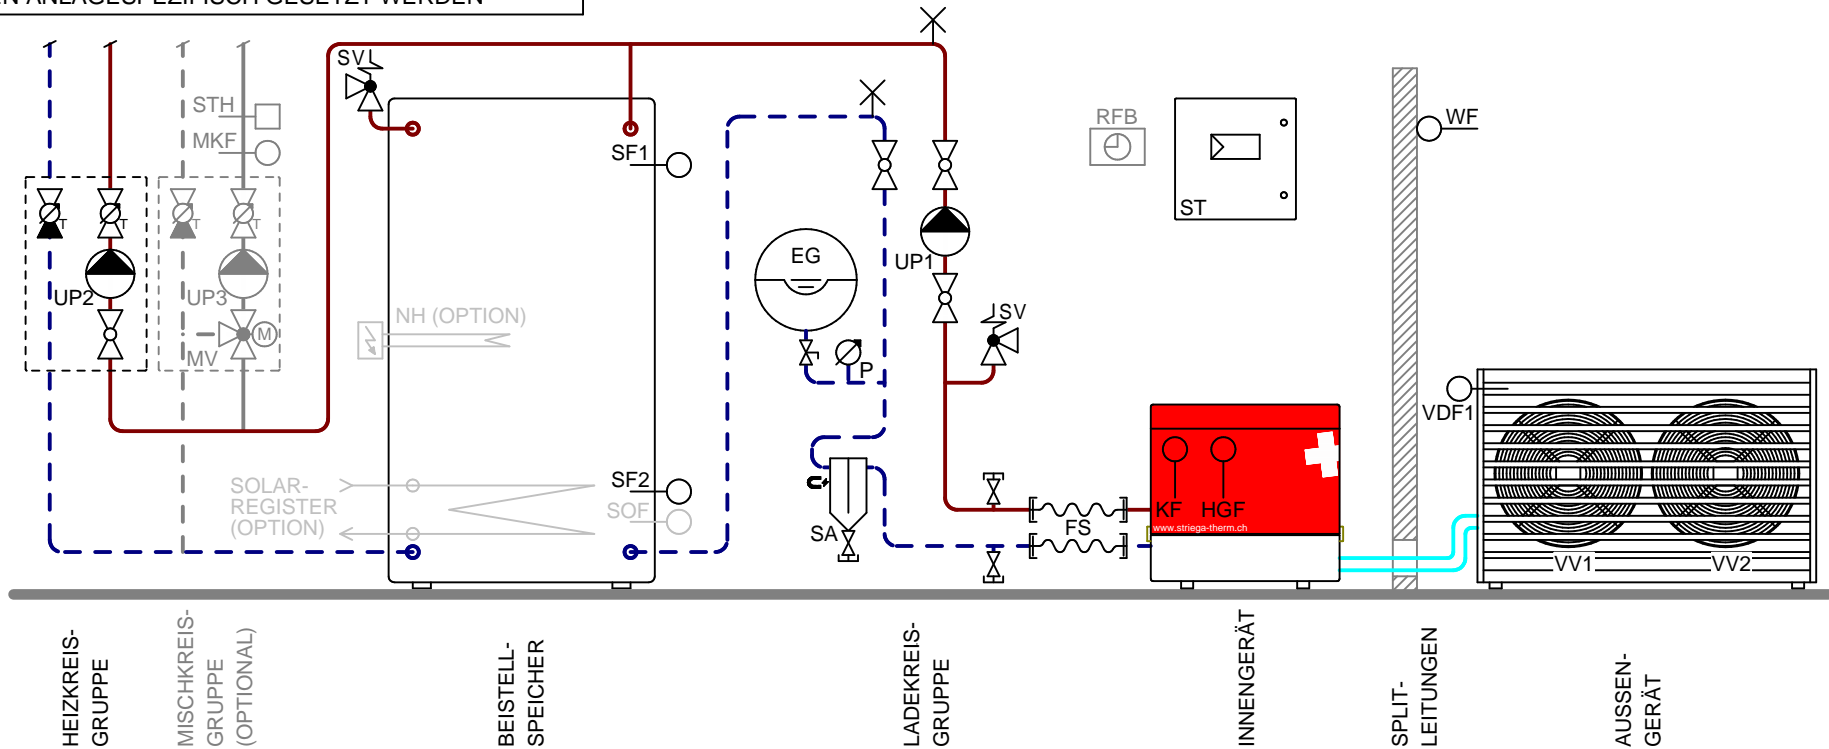 EN ANLAGESPEZIFISCH GESETZT WERDEN
SV
STH
MKF
SF1
RFB
ST
WF
T
T
T
T
EG
UP1
UP2
UP3
SV
NH (OPTION)
M
MV
P
VDF1
SF2
SOLAR-
REGISTER
(OPTION)
SOF
SA
FS
KF
HGF
www.striega-therm.ch
VV1
VV2
HEIZKREIS-
GRUPPE
MISCHKREIS-
GRUPPE
(OPTIONAL)
BEISTELL-
SPEICHER
LADEKREIS-
GRUPPE
INNENGERÄT
SPLIT-
LEITUNGEN
AUSSEN-
GERÄT